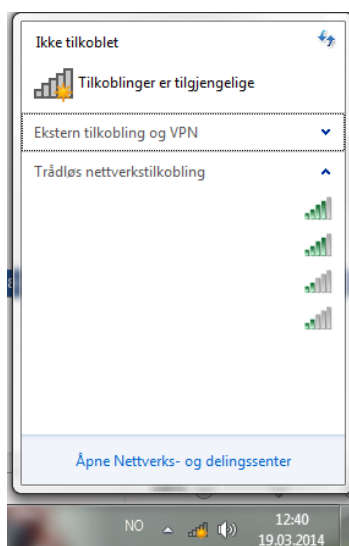 Ikke tilkoblet
Tilkoblinger er tilgjengelige
Ekstern tilkobling og VPN
Trådløs nettverkstilkobling
Åpne Nettverks- og delingssenter
NO
12:40
19.03.2014